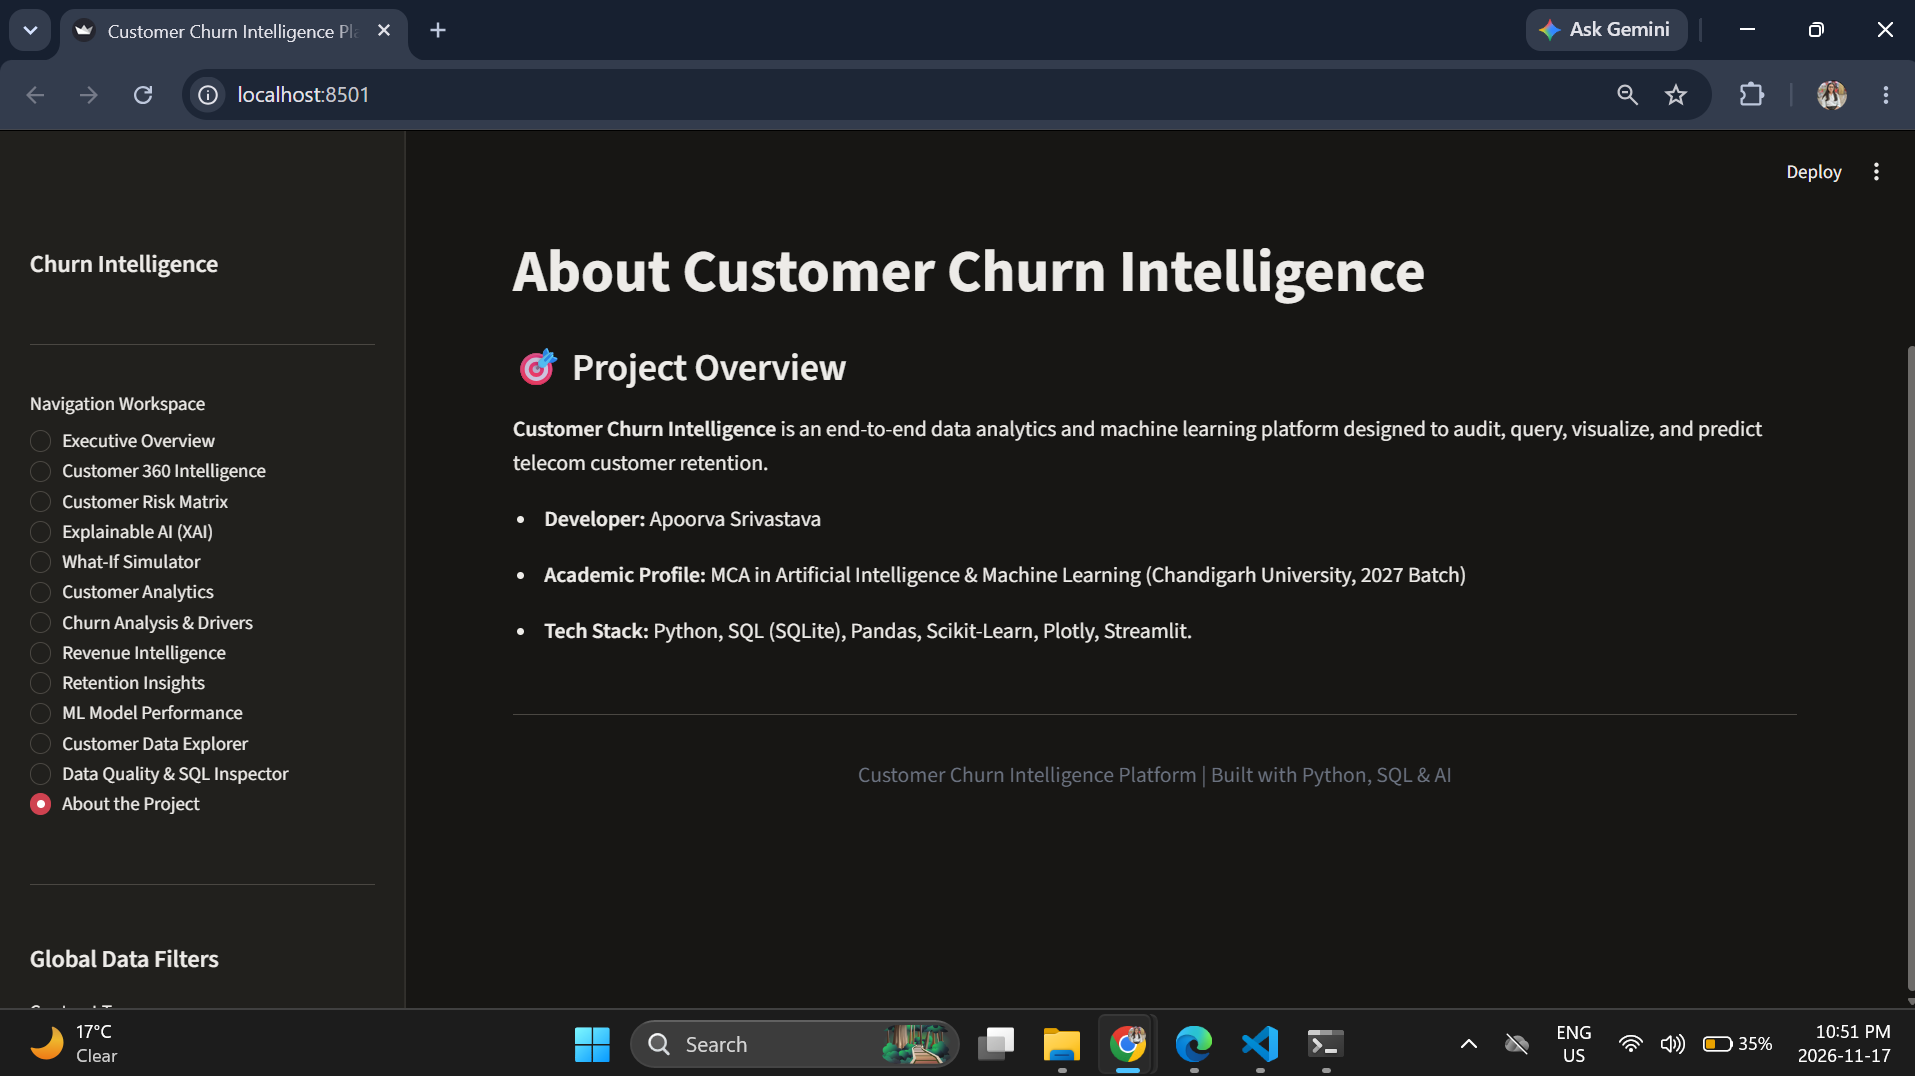 Customer Churn Intelligence Pla
Ask Gemini
localhost:8501
Deploy
Churn Intelligence
Navigation Workspace
Executive Overview
Customer 360 Intelligence
Customer Risk Matrix
Explainable AI (XAI)
What-If Simulator
Customer Analytics
Churn Analysis & Drivers
Revenue Intelligence
Retention Insights
ML Model Performance
Customer Data Explorer
Data Quality & SQL Inspector
About the Project
Global Data Filters
About Customer Churn Intelligence
Project Overview
Customer Churn Intelligence is an end-to-end data analytics and machine learning platform designed to audit, query, visualize, and predict
telecom customer retention.
Developer: Apoorva Srivastava
Academic Profile: MCA in Artificial Intelligence & Machine Learning (Chandigarh University, 2027 Batch)
Tech Stack: Python, SQL (SQLite), Pandas, Scikit-Learn, Plotly, Streamlit.
Customer Churn Intelligence Platform | Built with Python, SQL & AI
17°C
Clear
Search
ENG
US
35%
10:51 PM
2026-11-17